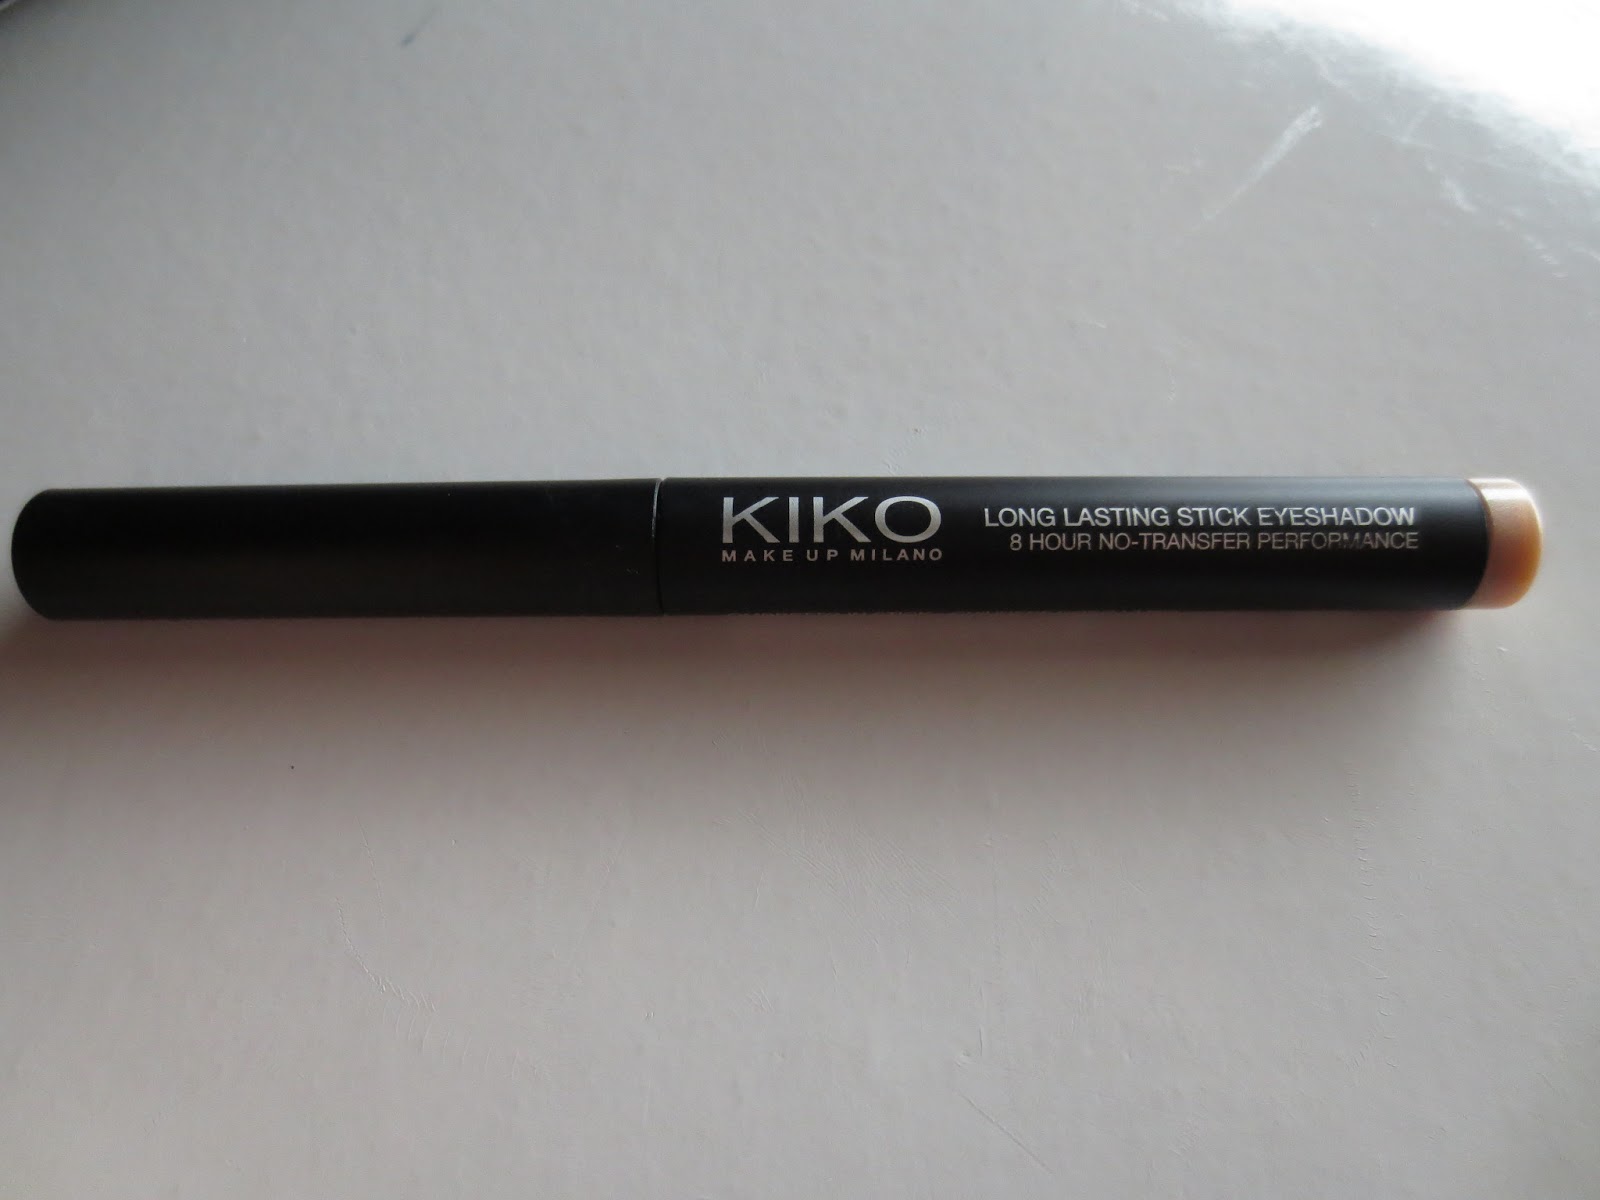 KIKO
MAKE UP MILANO
LONG LASTING STICK EYESHADOW
8 HOUR NO-TRANSFER PERFORMANCE